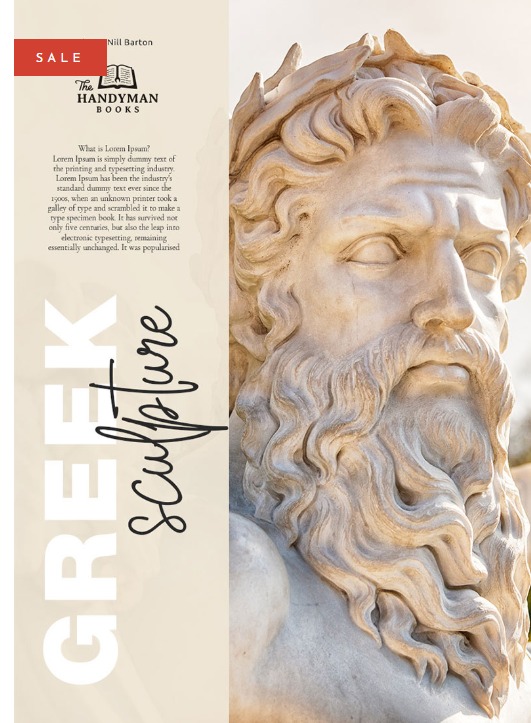 Nill Barton
SALE
The
HANDYMAN
BOOKS
What is Lorem Ipsum?
Lorem Ipsum is simply dummy text of
the printing and typesetting industry.
Lorem Ipsum has been the industry's
standard dummy text ever since the
1500s, when an unknown printer took a
galley of type and scrambled it to make a
type specimen book. It has survived not
only five centuries, but also the leap into
electronic typesetting, remaining
essentially unchanged. It was popularised
GREEK
sculpture